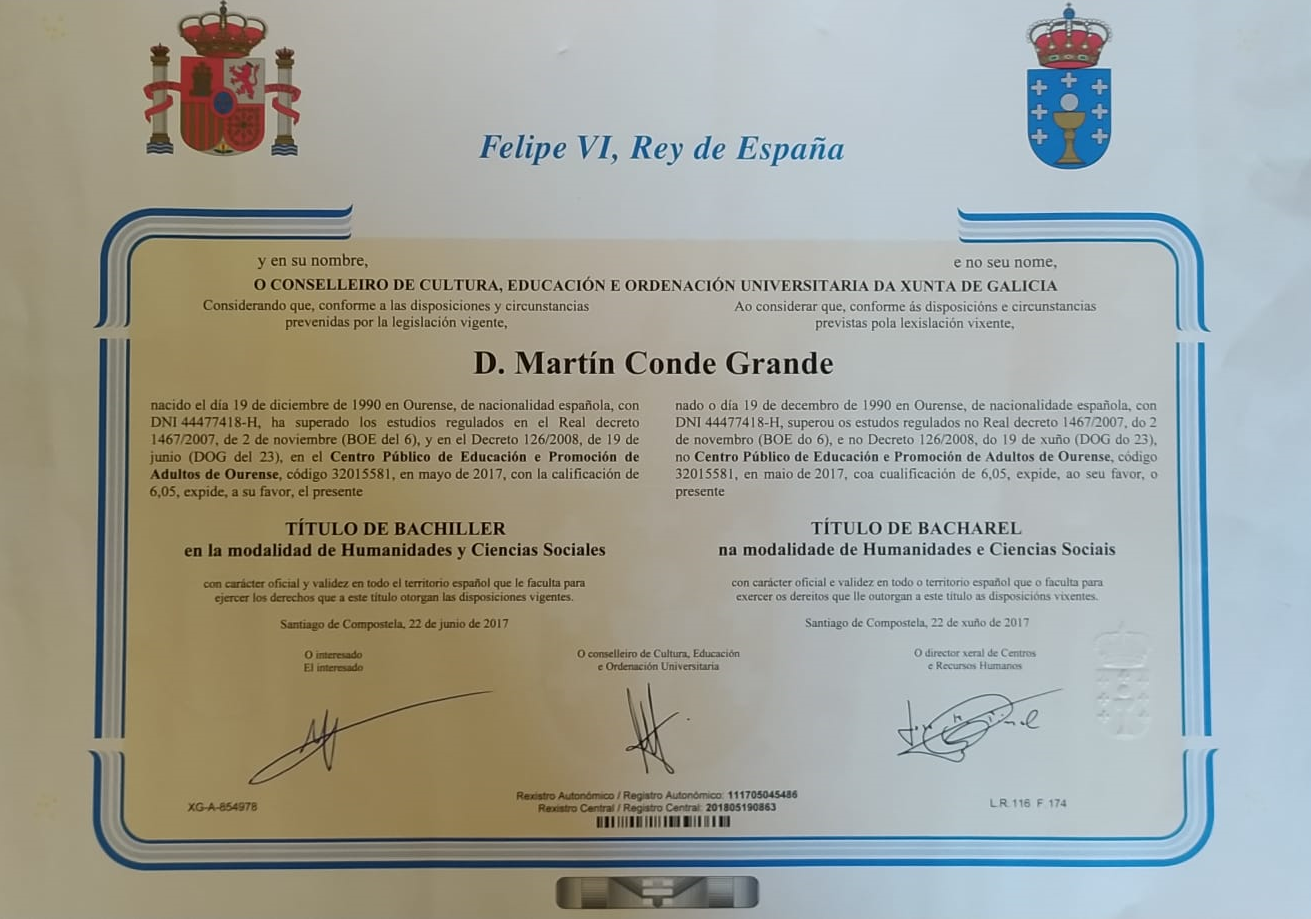 Felipe VI, Rey de España
y en su nombre,
e no seu nome,
O CONSELLEIRO DE CULTURA, EDUCACIÓN E ORDENACIÓN UNIVERSITARIA DA XUNTA DE GALICIA
Considerando que, conforme a las disposiciones y circunstancias
prevenidas por la legislación vigente,
Ao considerar que, conforme ás disposicións e circunstancias
previstas pola lexislación vixente,
D. Martín Conde Grande
nacido el día 19 de diciembre de 1990 en Ourense, de nacionalidad española, con
DNI 44477418-H, ha superado los estudios regulados en el Real decreto
1467/2007, de 2 de noviembre (BOE del 6), y en el Decreto 126/2008, de 19 de
junio (DOG del 23), en el Centro Público de Educación e Promoción de
Adultos de Ourense, código 32015581, en mayo de 2017, con la calificación de
6,05, expide, a su favor, el presente
TÍTULO DE BACHILLER
en la modalidad de Humanidades y Ciencias Sociales
con carácter oficial y validez en todo el territorio español que le faculta para
ejercer los derechos que a este título otorgan las disposiciones vigentes.
Santiago de Compostela, 22 de junio de 2017
nado o día 19 de decembro de 1990 en Ourense, de nacionalidade española, con
DNI 44477418-H, superou os estudos regulados no Real decreto 1467/2007, do 2
de novembro (BOE do 6), e no Decreto 126/2008, do 19 de xuño (DOG do 23),
no Centro Público de Educación e Promoción de Adultos de Ourense, código
32015581, en maio de 2017, coa cualificación de 6,05, expide, ao seu favor, o
presente
TÍTULO DE BACHAREL
na modalidade de Humanidades e Ciencias Sociais
con carácter oficial e validez en todo o territorio español que o faculta para
exercer os dereitos que lle outorgan a este título as disposicións vixentes.
Santiago de Compostela, 22 de xuño de 2017
O interesado
El interesado
O conselleiro de Cultura, Educación
e Ordenación Universitaria
O director xeral de Centros
e Recursos Humanos
XG-A-854978
Rexistro Autonómico / Registro Autonómico: 111705045486
Rexistro Central / Registro Central: 201805190863
L.R. 116 F. 174